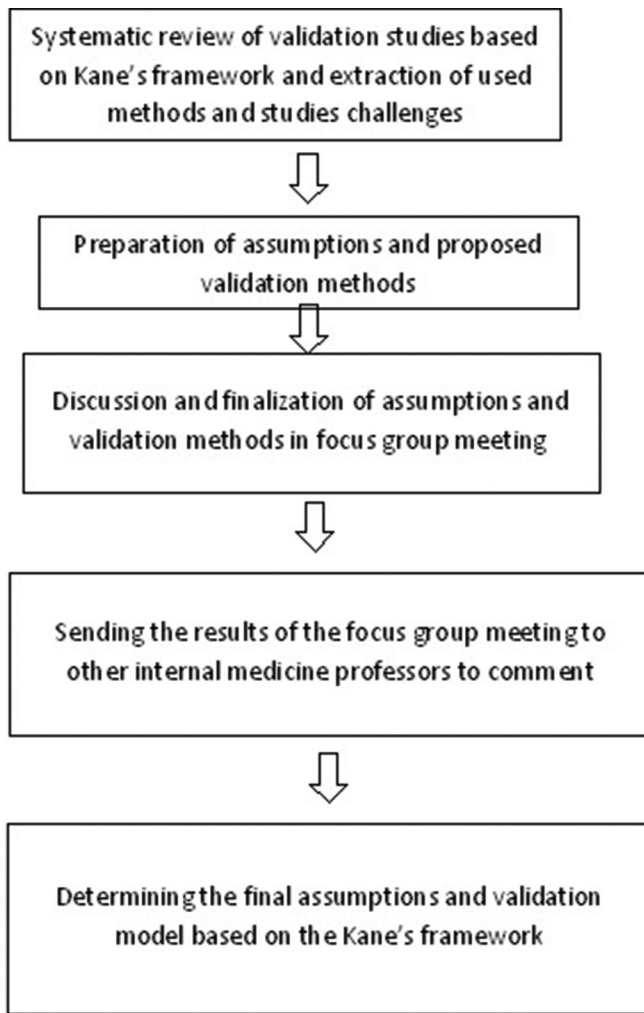 Systematic review of validation studies based
on Kane's framework and extraction of used
methods and studies challenges
Preparation of assumptions and proposed
validation methods
Discussion and finalization of assumptions and
validation methods in focus group meeting
Sending the results of the focus group meeting to
other internal medicine professors to comment
Determining the final assumptions and validation
model based on the Kane's framework